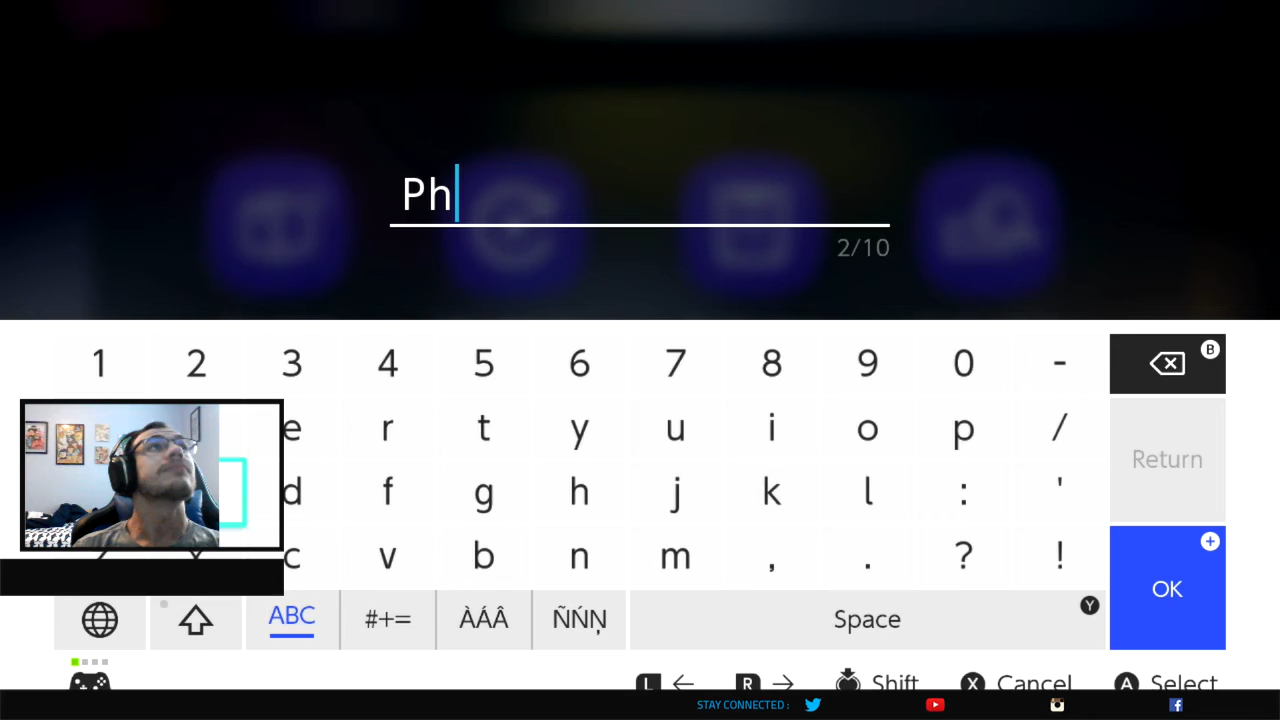 Ph
2/10
1 2 3 4 5 6 7 8 9 0 - B
e r t y u i o p / Return
d f g h j k l : '
c v b n m , . ? ! + OK
ABC #+= ÀÁÂ ÑŃŅ Space Y
L ← R → Shift X Cancel A Select
STAY CONNECTED :